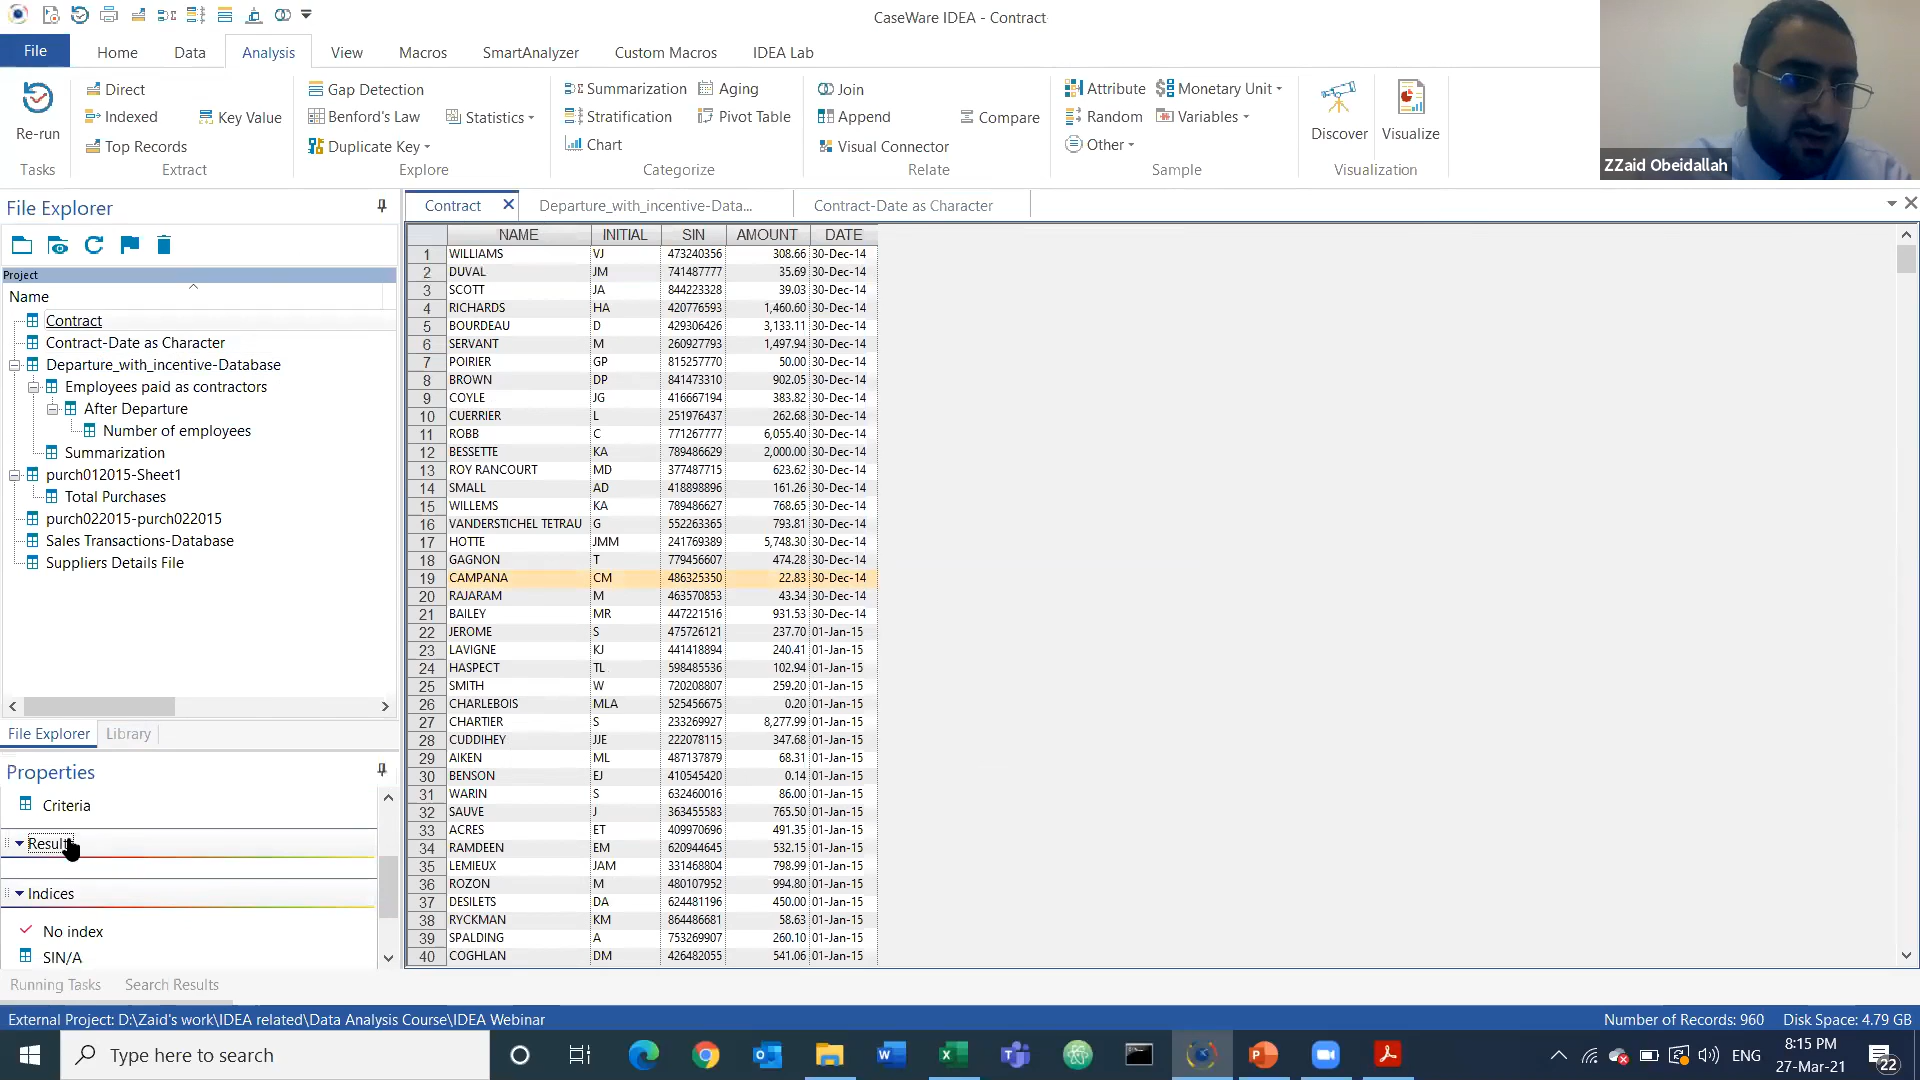 CaseWare IDEA - Contract
File
Home
Data
Analysis
View
Macros
SmartAnalyzer
Custom Macros
IDEA Lab
Re-run
Tasks
Direct
Indexed
Key Value
Top Records
Extract
Gap Detection
Benford's Law
Statistics
Duplicate Key
Explore
Summarization
Aging
Stratification
Pivot Table
Chart
Categorize
Join
Append
Compare
Visual Connector
Relate
Attribute
Monetary Unit
Random
Variables
Other
Sample
Discover
Visualize
Visualization
ZZaid Obeidallah
File Explorer
Project
Name
Contract
Contract-Date as Character
Departure_with_incentive-Database
Employees paid as contractors
After Departure
Number of employees
Summarization
purch012015-Sheet1
Total Purchases
purch022015-purch022015
Sales Transactions-Database
Suppliers Details File
File Explorer
Library
Properties
Criteria
Indices
No index
SIN/A
Running Tasks
Search Results
Contract
Departure_with_incentive-Data...
Contract-Date as Character
NAME INITIAL SIN AMOUNT DATE
1 WILLIAMS VJ 473240356 308.66 30-Dec-14
2 DUVAL JM 741487777 35.69 30-Dec-14
3 SCOTT JA 844223328 39.03 30-Dec-14
4 RICHARDS HA 420776593 1,460.60 30-Dec-14
5 BOURDEAU D 429306426 3,133.11 30-Dec-14
6 SERVANT M 260927793 1,497.94 30-Dec-14
7 POIRIER GP 815257770 50.00 30-Dec-14
8 BROWN DP 841473310 902.05 30-Dec-14
9 COYLE JG 416667194 383.82 30-Dec-14
10 CUERRIER L 251976437 262.68 30-Dec-14
11 ROBB C 771267777 6,055.40 30-Dec-14
12 BESSETTE KA 789486629 2,000.00 30-Dec-14
13 ROY RANCOURT MD 377487715 623.62 30-Dec-14
14 SMALL AD 418898896 161.26 30-Dec-14
15 WILLEMS KA 789486627 768.65 30-Dec-14
16 VANDERSTICHEL TETRAU G 552263365 793.81 30-Dec-14
17 HOTTE JMM 241769389 5,748.30 30-Dec-14
18 GAGNON T 779456607 474.28 30-Dec-14
19 CAMPANA CM 486325350 22.83 30-Dec-14
20 RAJARAM M 463570853 43.34 30-Dec-14
21 BAILEY MR 447221516 931.53 30-Dec-14
22 JEROME S 475726121 237.70 01-Jan-15
23 LAVIGNE KJ 441418894 240.41 01-Jan-15
24 HASPECT TL 598485536 102.94 01-Jan-15
25 SMITH W 720208807 259.20 01-Jan-15
26 CHARLEBOIS MLA 525456675 0.20 01-Jan-15
27 CHARTIER S 233269927 8,277.99 01-Jan-15
28 CUDDIHEY JJE 222078115 347.68 01-Jan-15
29 AIKEN ML 487137879 68.31 01-Jan-15
30 BENSON EJ 410545420 0.14 01-Jan-15
31 WARIN S 632460016 86.00 01-Jan-15
32 SAUVE J 363455583 765.50 01-Jan-15
33 ACRES ET 409970696 491.35 01-Jan-15
34 RAMDEEN EM 620944645 532.15 01-Jan-15
35 LEMIEUX JAM 331468804 798.99 01-Jan-15
36 ROZON M 480107952 994.80 01-Jan-15
37 DESILETS DA 624481196 450.00 01-Jan-15
38 RYCKMAN KM 864486681 58.63 01-Jan-15
39 SPALDING A 753269907 260.10 01-Jan-15
40 COGHLAN DM 426482055 541.06 01-Jan-15
External Project: D:\Zaid's work\IDEA related\Data Analysis Course\IDEA Webinar
Number of Records: 960
Disk Space: 4.79 GB
Type here to search
ENG
8:15 PM
27-Mar-21
22